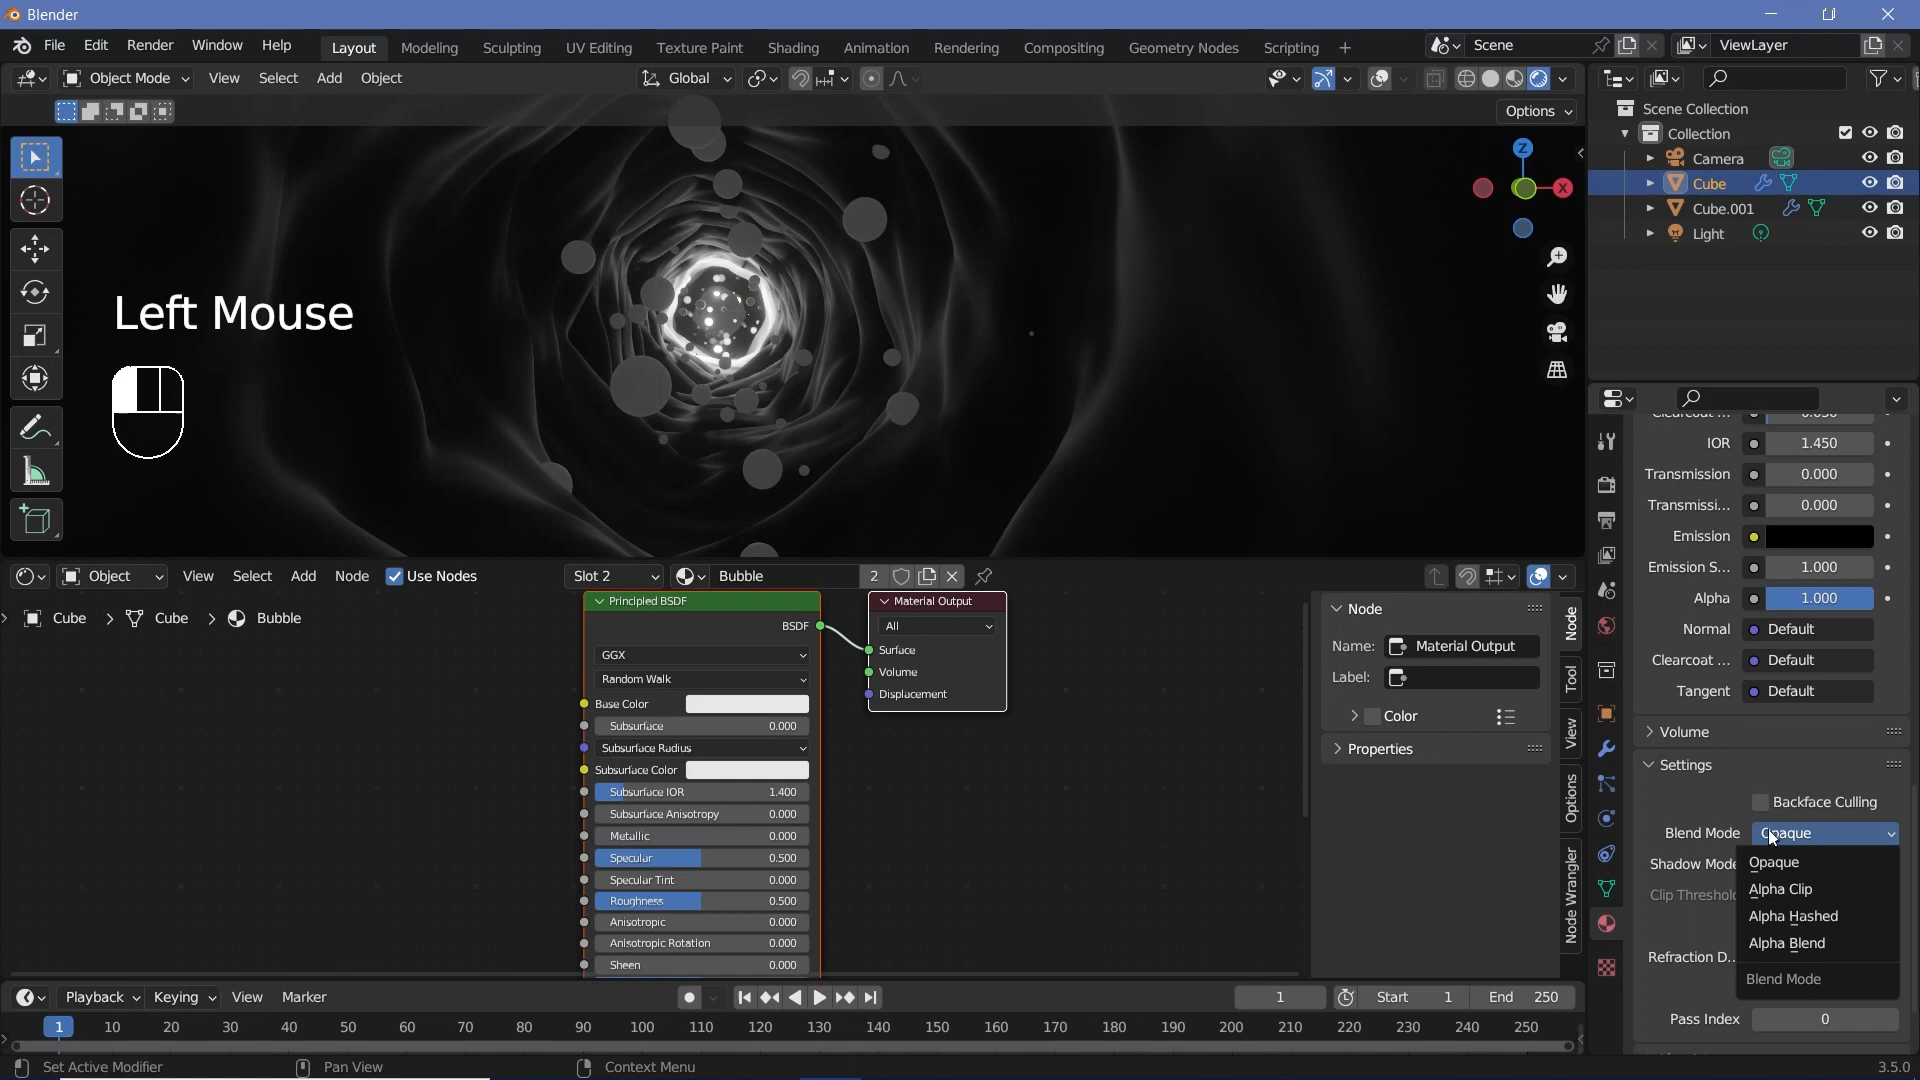 Blender
File Edit Render Window Help Layout Modeling Sculpting UV Editing Texture Paint Shading Animation Rendering Compositing Geometry Nodes Scripting + Scene ViewLayer
Object Mode View Select Add Object Global
Options
Scene Collection
Collection
Camera
Cube
Cube.001
Light
Z
X
Left Mouse
IOR 1.450
Transmission 0.000
Transmissi... 0.000
Emission
Emission S... 1.000
Alpha 1.000
Normal Default
Clearcoat ... Default
Tangent Default
Volume
Settings
Backface Culling
Blend Mode Opaque
Shadow Mode
Clip Threshold
Opaque
Alpha Clip
Alpha Hashed
Alpha Blend
Blend Mode
Refraction D...
Pass Index 0
Object View Select Add Node Use Nodes Slot 2 Bubble 2
Cube > Cube > Bubble
Principled BSDF
BSDF
GGX
Random Walk
Base Color
Subsurface 0.000
Subsurface Radius
Subsurface Color
Subsurface IOR 1.400
Subsurface Anisotropy 0.000
Metallic 0.000
Specular 0.500
Specular Tint 0.000
Roughness 0.500
Anisotropic 0.000
Anisotropic Rotation 0.000
Sheen 0.000
Material Output
All
Surface
Volume
Displacement
Node
Name: Material Output
Label:
Color
Properties
Node
Tool
View
Options
Node Wrangler
Playback Keying View Marker 1 Start 1 End 250
1 10 20 30 40 50 60 70 80 90 100 110 120 130 140 150 160 170 180 190 200 210 220 230 240 250
Set Active Modifier Pan View Context Menu 3.5.0